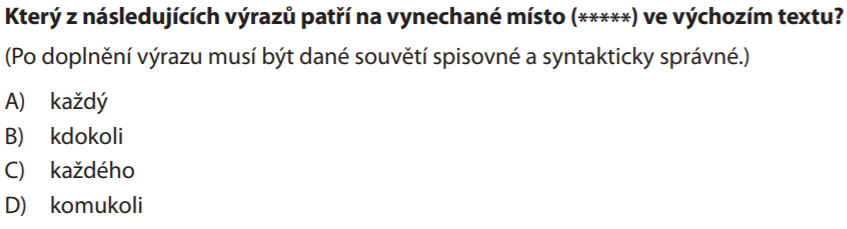 Který z následujících výrazů patří na vynechané místo (*****) ve výchozím textu?
(Po doplnění výrazu musí být dané souvětí spisovné a syntakticky správné.)
A) každý
B) kdokoli
C) každého
D) komukoli